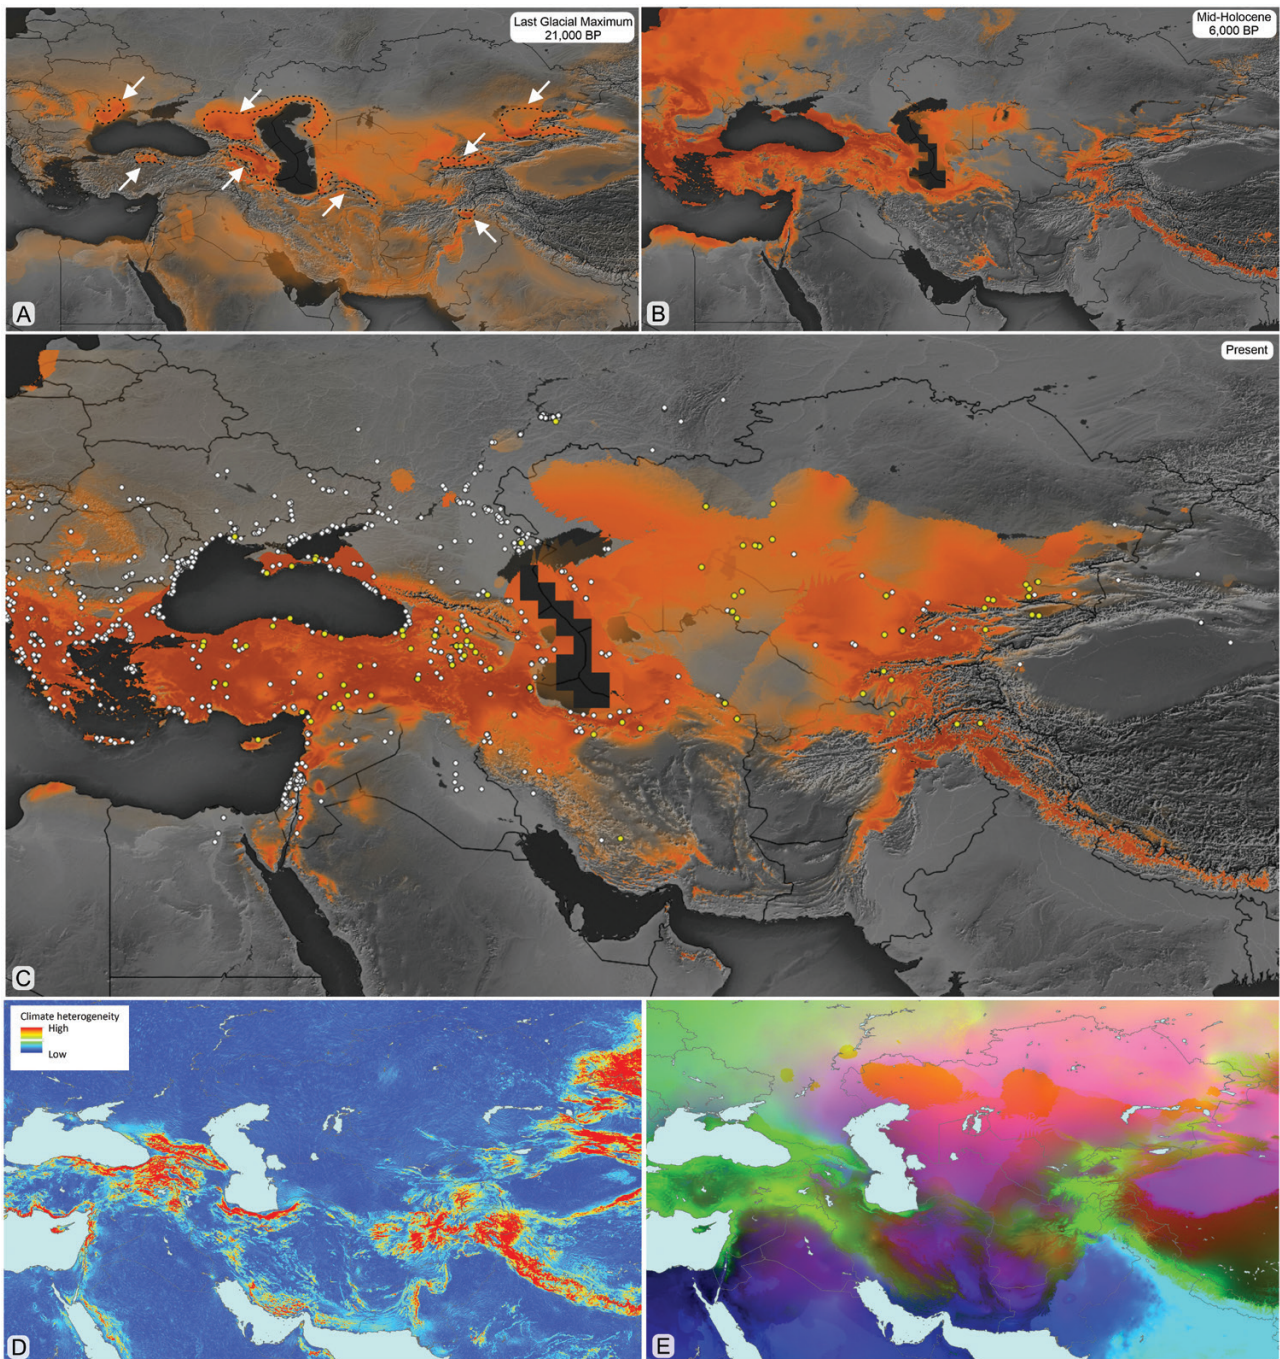 Last Glacial Maximum
21,000 BP
Mid-Holocene
6,000 BP
A
B
Present
C
Climate heterogeneity
High
Low
D
E